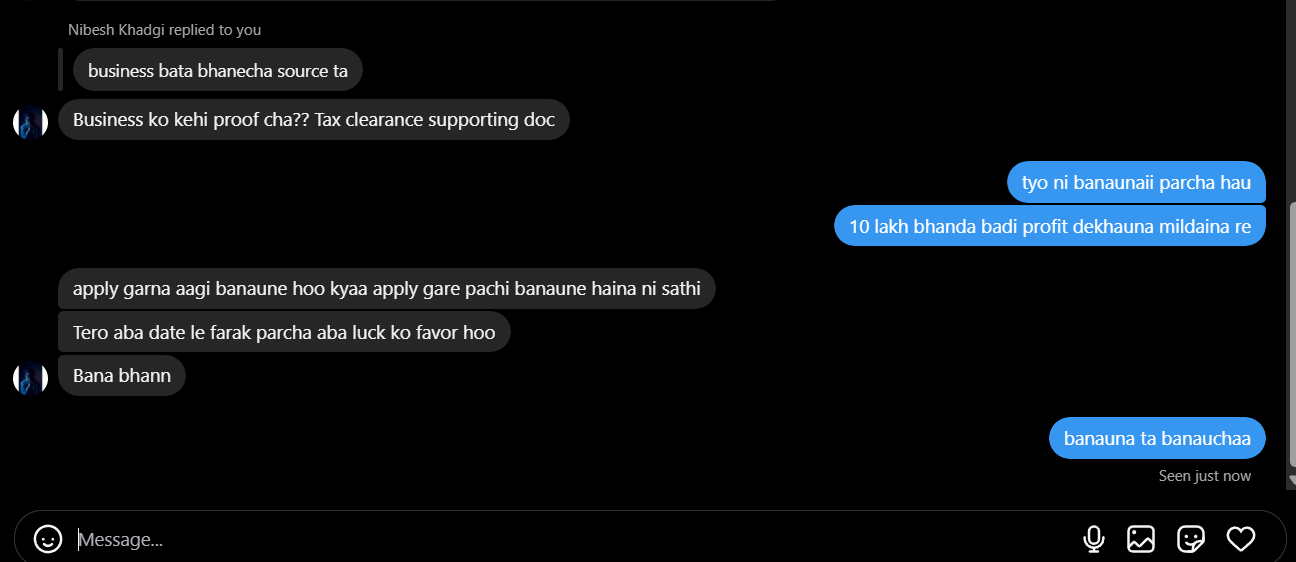 Nibesh Khadgi replied to you
business bata bhanecha source ta
Business ko kehi proof cha?? Tax clearance supporting doc
tyo ni banaunaii parcha hau
10 lakh bhanda badi profit dekhauna mildaina re
apply garna aagi banaune hoo kyaa apply gare pachi banaune haina ni sathi
Tero aba date le farak parcha aba luck ko favor hoo
Bana bhann
banauna ta banauchaa
Seen just now
Message...